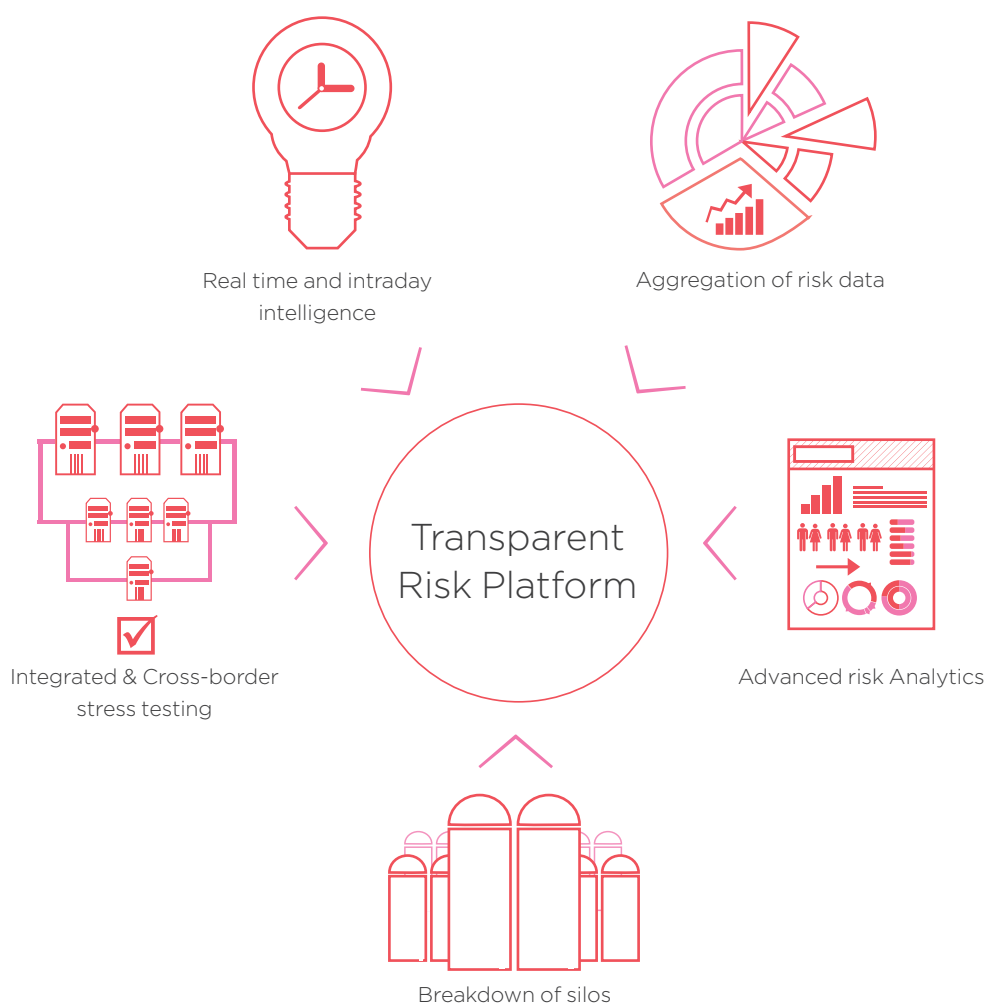 Real time and intraday
intelligence
Aggregation of risk data
Transparent
Risk Platform
Integrated & Cross-border
stress testing
Advanced risk Analytics
Breakdown of silos